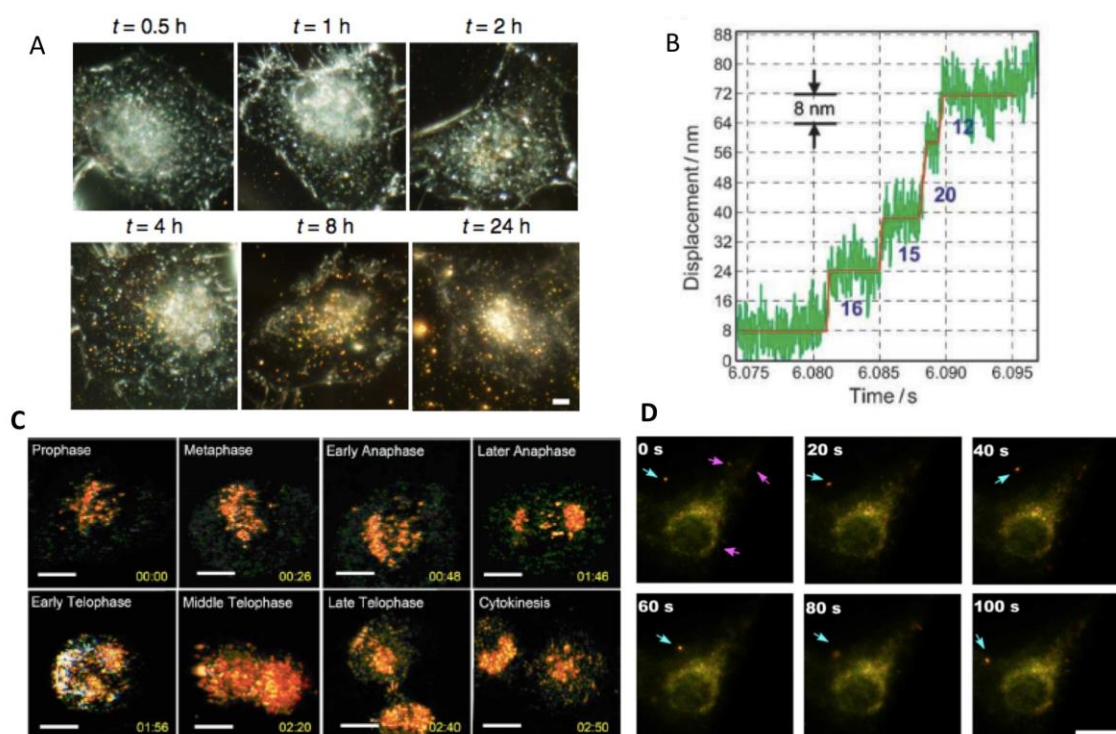 A
t = 0.5 h
t = 1 h
t = 2 h
t = 4 h
t = 8 h
t = 24 h
B
Displacement / nm
88
80
72
64
56
48
40
32
24
16
8
0
8 nm
12
20
15
16
6.075
6.080
6.085
6.090
6.095
Time / s
C
Prophase
Metaphase
Early Anaphase
Later Anaphase
00:00
00:26
00:48
01:46
Early Telophase
Middle Telophase
Late Telophase
Cytokinesis
01:56
02:20
02:40
02:50
D
0 s
20 s
40 s
60 s
80 s
100 s